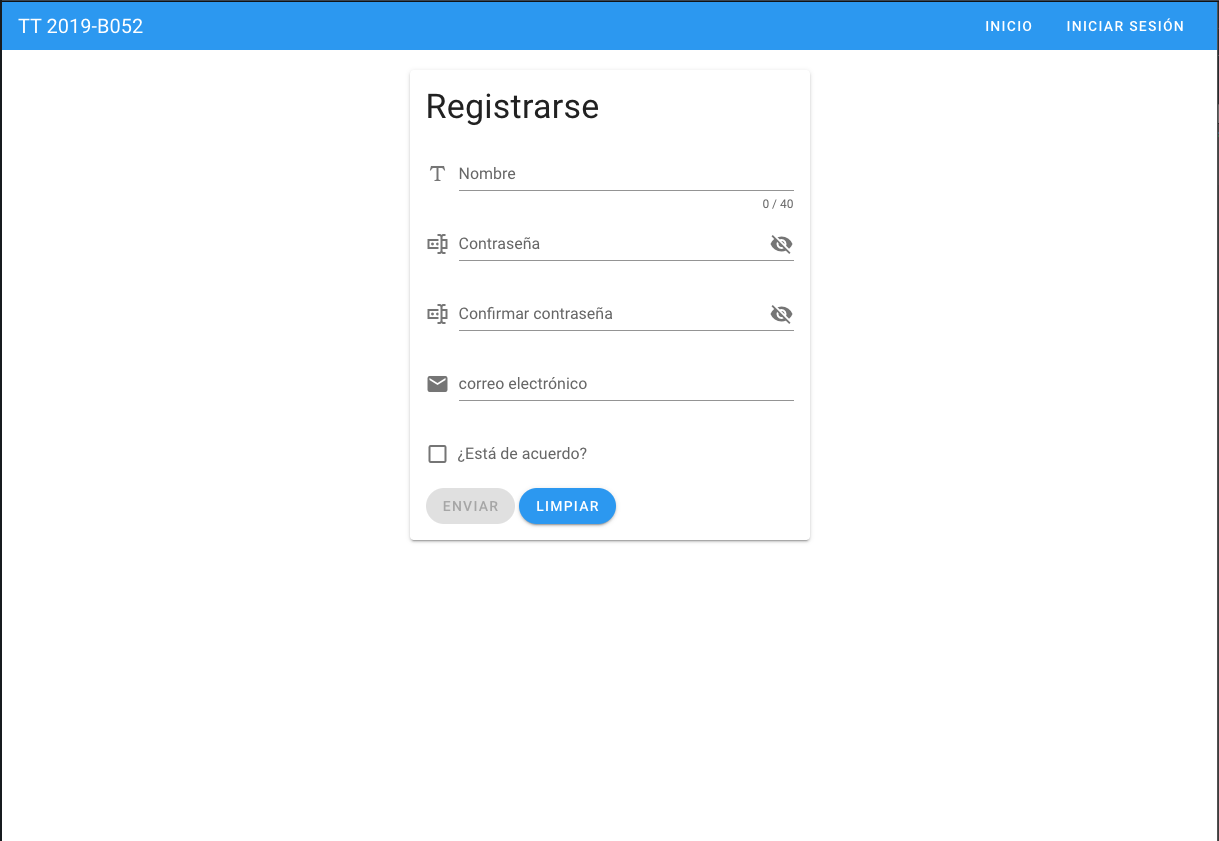 TT 2019-B052 INICIO INICIAR SESIÓN
Registrarse
Nombre
0 / 40
Contraseña
Confirmar contraseña
correo electrónico
¿Está de acuerdo?
ENVIAR LIMPIAR